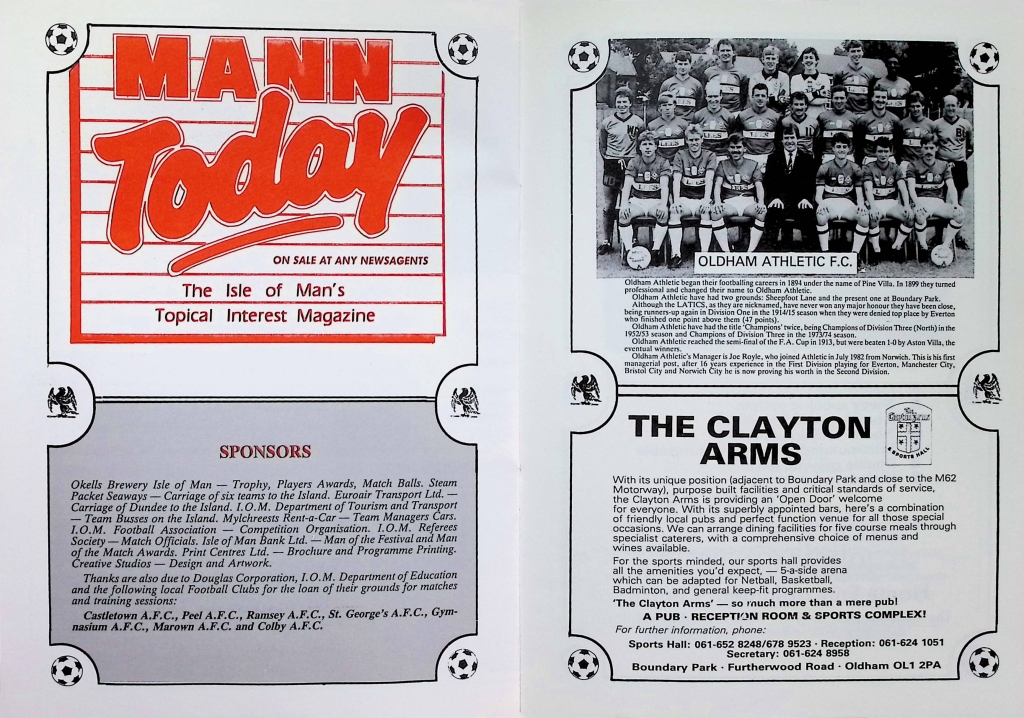 MANN
Today
ON SALE AT ANY NEWSAGENTS
The Isle of Man's
Topical Interest Magazine
SPONSORS
Okells Brewery Isle of Man — Trophy, Players Awards, Match Balls. Steam
Packet Seaways — Carriage of six teams to the Island. Euroair Transport Ltd. —
Carriage of Dundee to the Island. I.O.M. Department of Tourism and Transport
— Team Busses on the Island. Mylchreests Rent-a-Car — Team Managers Cars.
I.O.M. Football Association — Competition Organisation. I.O.M. Referees
Society — Match Officials. Isle of Man Bank Ltd. — Man of the Festival and Man
of the Match Awards. Print Centres Ltd. — Brochure and Programme Printing.
Creative Studios — Design and Artwork.
Thanks are also due to Douglas Corporation, I.O.M. Department of Education
and the following local Football Clubs for the loan of their grounds for matches
and training sessions:
Castletown A.F.C., Peel A.F.C., Ramsey A.F.C., St. George's A.F.C., Gym-
nasium A.F.C., Marown A.F.C. and Colby A.F.C.
OLDHAM ATHLETIC F.C.
Oldham Athletic began their footballing careers in 1894 under the name of Pine Villa. In 1899 they turned
professional and changed their name to Oldham Athletic.
Oldham Athletic have had two grounds: Sheepfoot Lane and the present one at Boundary Park.
Although the LATICS, as they are nicknamed, have never won any major honour they have been close,
being runners-up again in Division One in the 1914/15 season when they were denied top place by Everton
who finished one point above them (47 points).
Oldham Athletic have had the title 'Champions' twice, being Champions of Division Three (North) in the
1952/53 season and Champions of Division Three in the 1973/74 season.
Oldham Athletic reached the semi-final of the F.A. Cup in 1913, but were beaten 1-0 by Aston Villa, the
eventual winners.
Oldham Athletic's Manager is Joe Royle, who joined Athletic in July 1982 from Norwich. This is his first
managerial post, after 16 years experience in the First Division playing for Everton, Manchester City,
Bristol City and Norwich City he is now proving his worth in the Second Division.
THE CLAYTON
ARMS
& SPORTS HALL
With its unique position (adjacent to Boundary Park and close to the M62
Motorway), purpose built facilities and critical standards of service,
the Clayton Arms is providing an 'Open Door' welcome
for everyone. With its superbly appointed bars, here's a combination
of friendly local pubs and perfect function venue for all those special
occasions. We can arrange dining facilities for five course meals through
specialist caterers, with a comprehensive choice of menus and
wines available.
For the sports minded, our sports hall provides
all the amenities you'd expect, — 5-a-side arena
which can be adapted for Netball, Basketball,
Badminton, and general keep-fit programmes.
'The Clayton Arms' — so much more than a mere pub!
A PUB · RECEPTION ROOM & SPORTS COMPLEX!
For further information, phone:
Sports Hall: 061-652 8248/678 9523 · Reception: 061-624 1051
Secretary: 061-624 8958
Boundary Park · Furtherwood Road · Oldham OL1 2PA